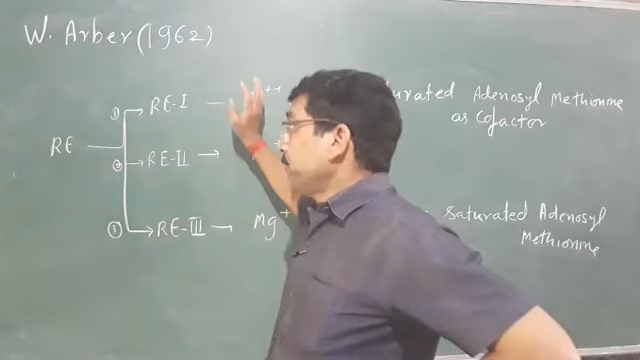 W. Arber (1962)
① RE-I → ++ urated Adenosyl Methionine
as Cofactor
RE ② RE-II → +
③ RE-III → Mg+ saturated Adenosyl
Methionine